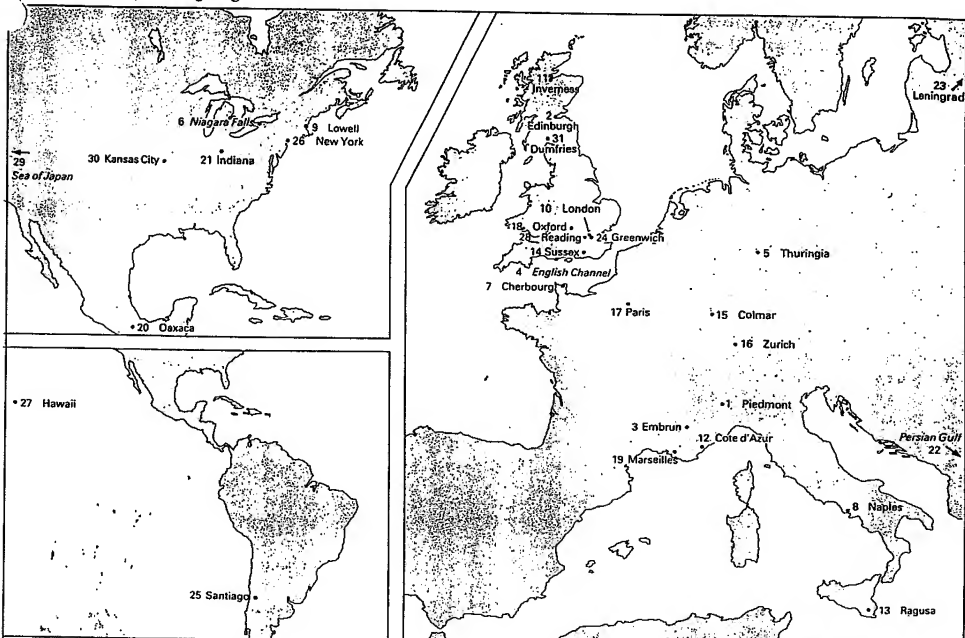 6 Niagara Falls
9 Lowell
26 New York
30 Kansas City
21 Indiana
29
Sea of Japan
20 Oaxaca
27 Hawaii
25 Santiago
11
Inverness
2
Edinburgh
31
Dumfries
10 London
18 Oxford
28 Reading
24 Greenwich
14 Sussex
4 English Channel
7 Cherbourg
23
Leningrad
5 Thuringia
17 Paris
15 Colmar
16 Zurich
1 Piedmont
3 Embrun
12 Cote d'Azur
19 Marseilles
Persian Gulf
22
8 Naples
13 Ragusa